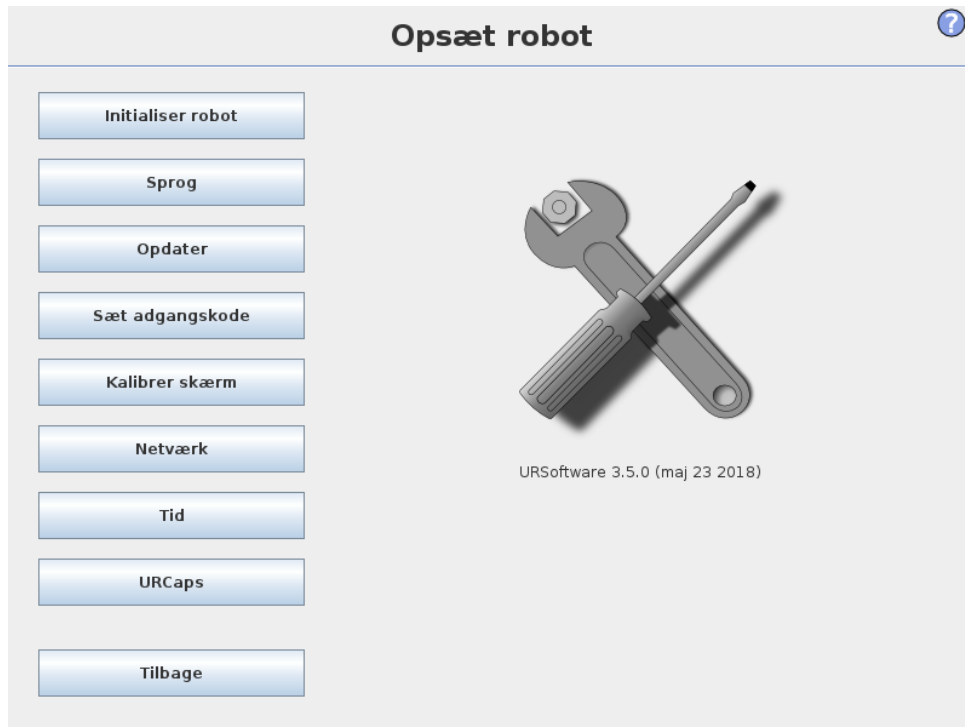 Opsæt robot
?
Initialiser robot
Sprog
Opdater
Sæt adgangskode
Kalibrer skærm
Netværk
Tid
URCaps
Tilbage
URSoftware 3.5.0 (maj 23 2018)